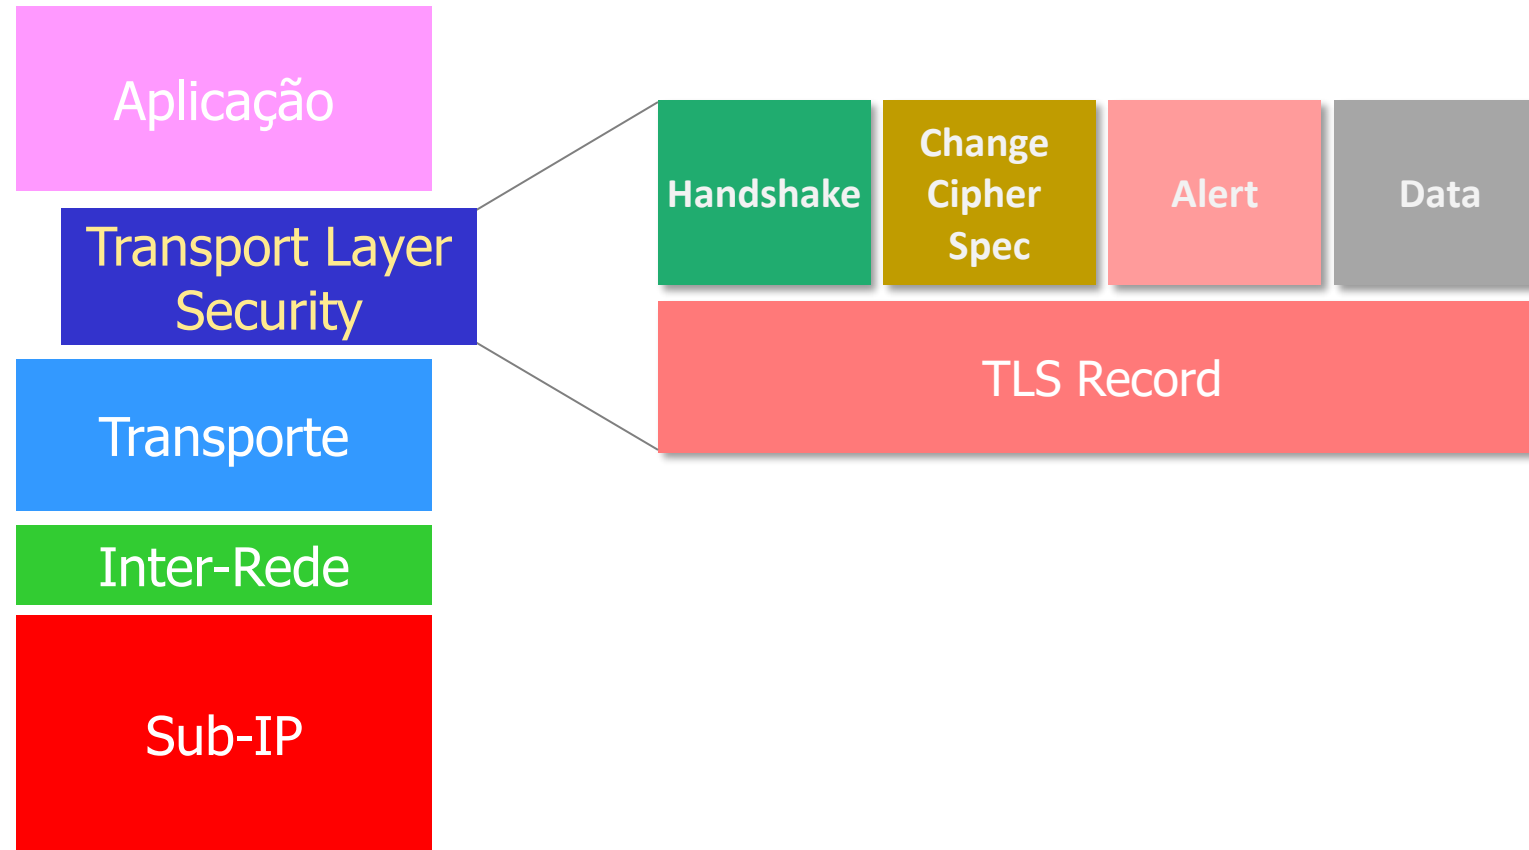 Aplicação
Transport Layer
Security
Transporte
Inter-Rede
Sub-IP
Handshake
Change
Cipher
Spec
Alert
Data
TLS Record